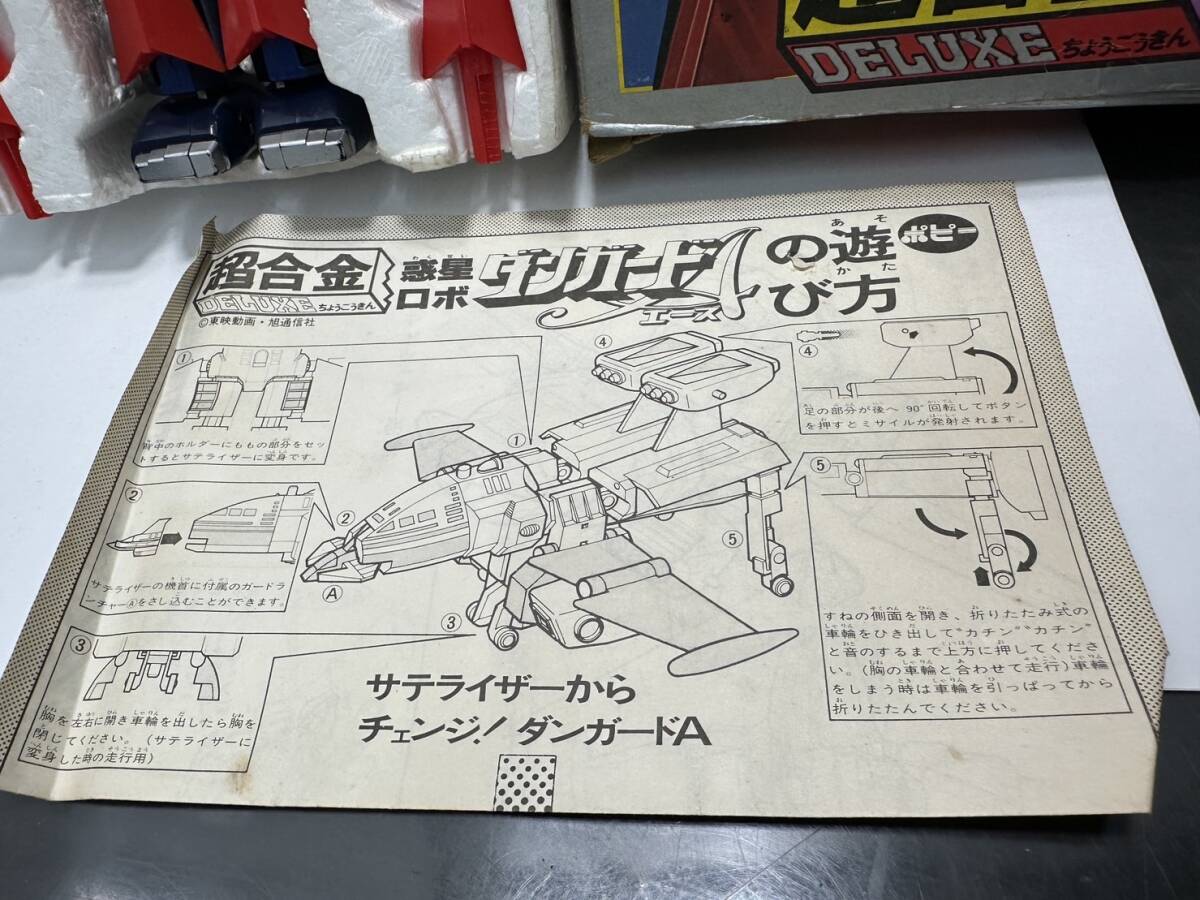 DELUXE ちょうごうきん
超合金
DELUXE ちょうごうきん
惑星
ロボ
ダンガードA
エース
の遊
び方
あそ
かた
ポピー
©東映動画・旭通信社
①
背中のホルダーにももの部分をセッ
トするとサテライザーに変身です。
②
サテライザーの機首に付属のガードラ
ンチャーⒶをさし込むことができます。
③
胸を左右に開き車輪を出したら胸を
閉じてください。(サテライザーに
変身した時の走行用)
①
②
Ⓐ
③
④
⑤
④
足の部分が後へ90°回転してボタン
を押すとミサイルが発射されます。
⑤
すねの側面を開き、折りたたみ式の
車輪をひき出して"カチン""カチン"
と音のするまで上方に押してくださ
い。(胸の車輪と合わせて走行)車輪
をしまう時は車輪を引っぱってから
折りたたんでください。
サテライザーから
チェンジ!ダンガードA